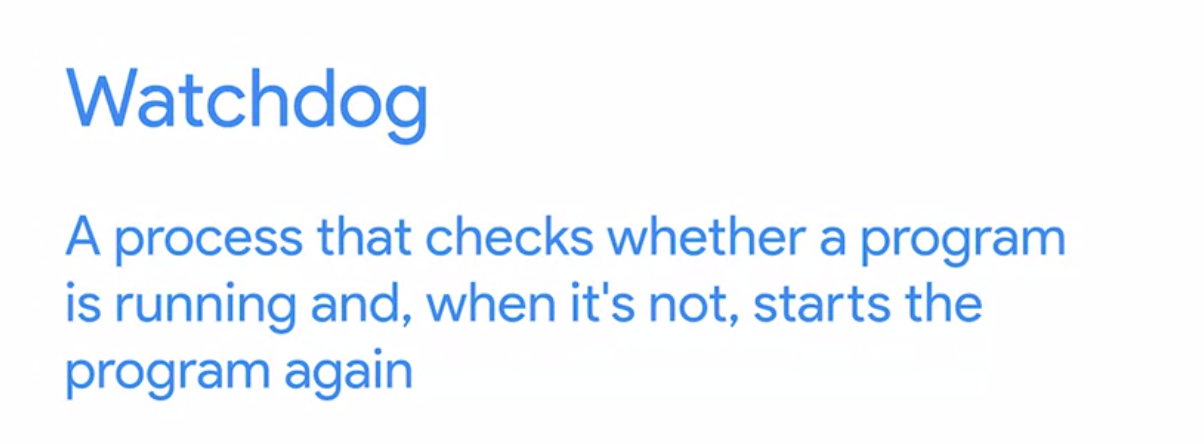 Watchdog
A process that checks whether a program
is running and, when it's not, starts the
program again